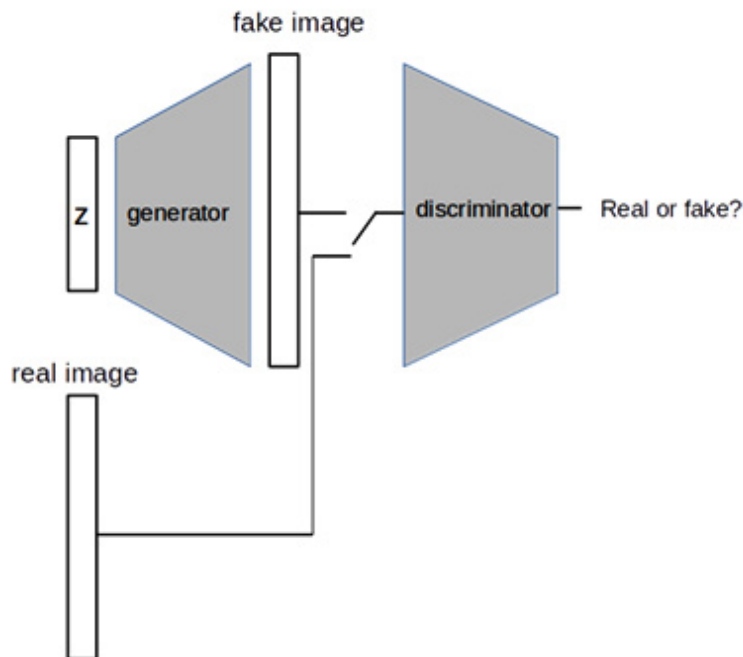 fake image
z
generator
discriminator
Real or fake?
real image